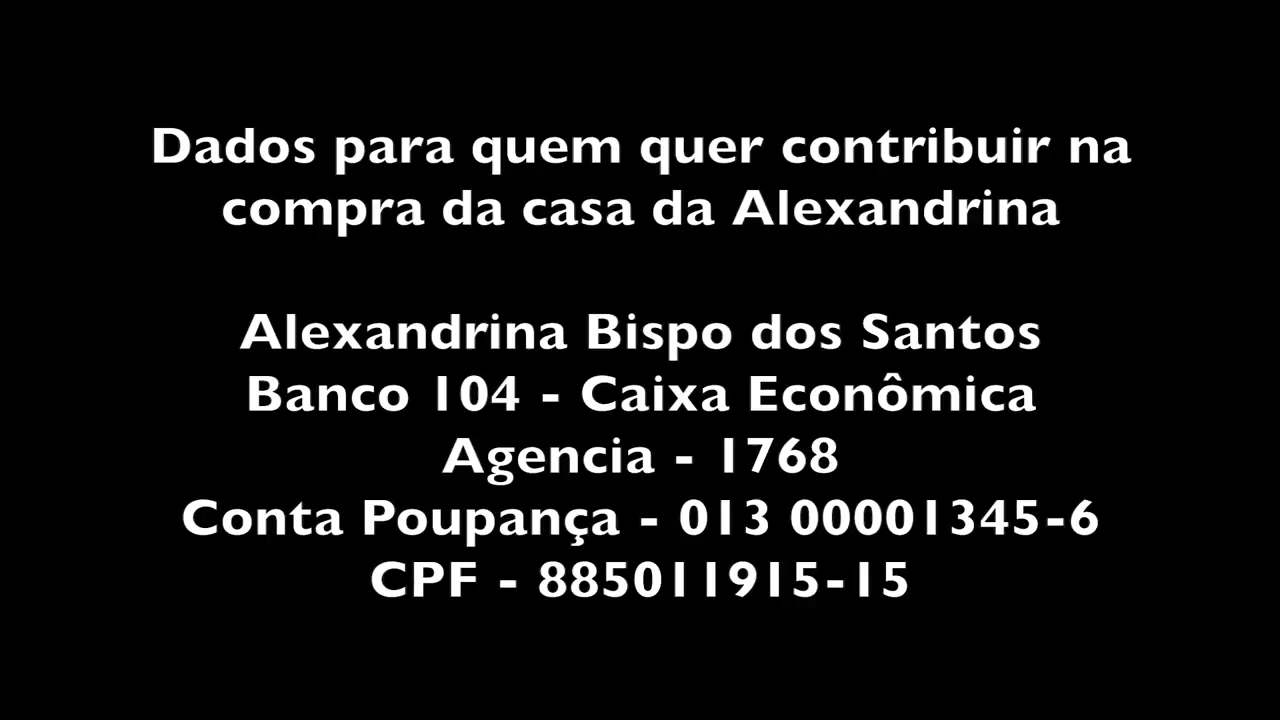 Dados para quem quer contribuir na
compra da casa da Alexandrina
Alexandrina Bispo dos Santos
Banco 104 - Caixa Econômica
Agencia - 1768
Conta Poupança - 013 00001345-6
CPF - 885011915-15